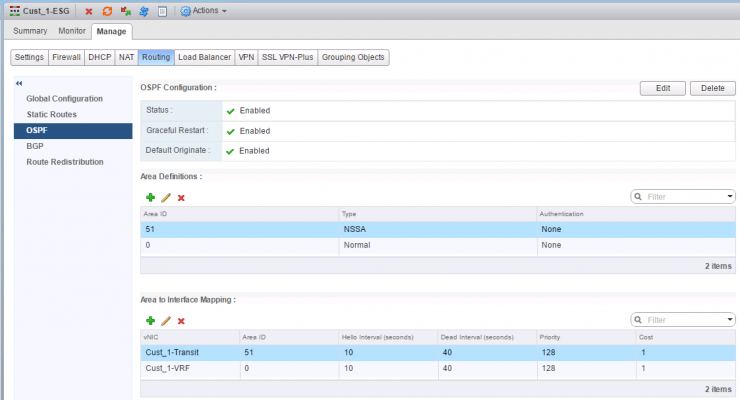 Cust_1-ESG Actions
Summary Monitor Manage
Settings Firewall DHCP NAT Routing Load Balancer VPN SSL VPN-Plus Grouping Objects
Global Configuration
Static Routes
OSPF
BGP
Route Redistribution
OSPF Configuration : Edit Delete
Status : Enabled
Graceful Restart : Enabled
Default Originate : Enabled
Area Definitions :
Filter
Area ID Type Authentication
51 NSSA None
0 Normal None
2 items
Area to Interface Mapping :
Filter
vNIC Area ID Hello Interval (seconds) Dead Interval (seconds) Priority Cost
Cust_1-Transit 51 10 40 128 1
Cust_1-VRF 0 10 40 128 1
2 items